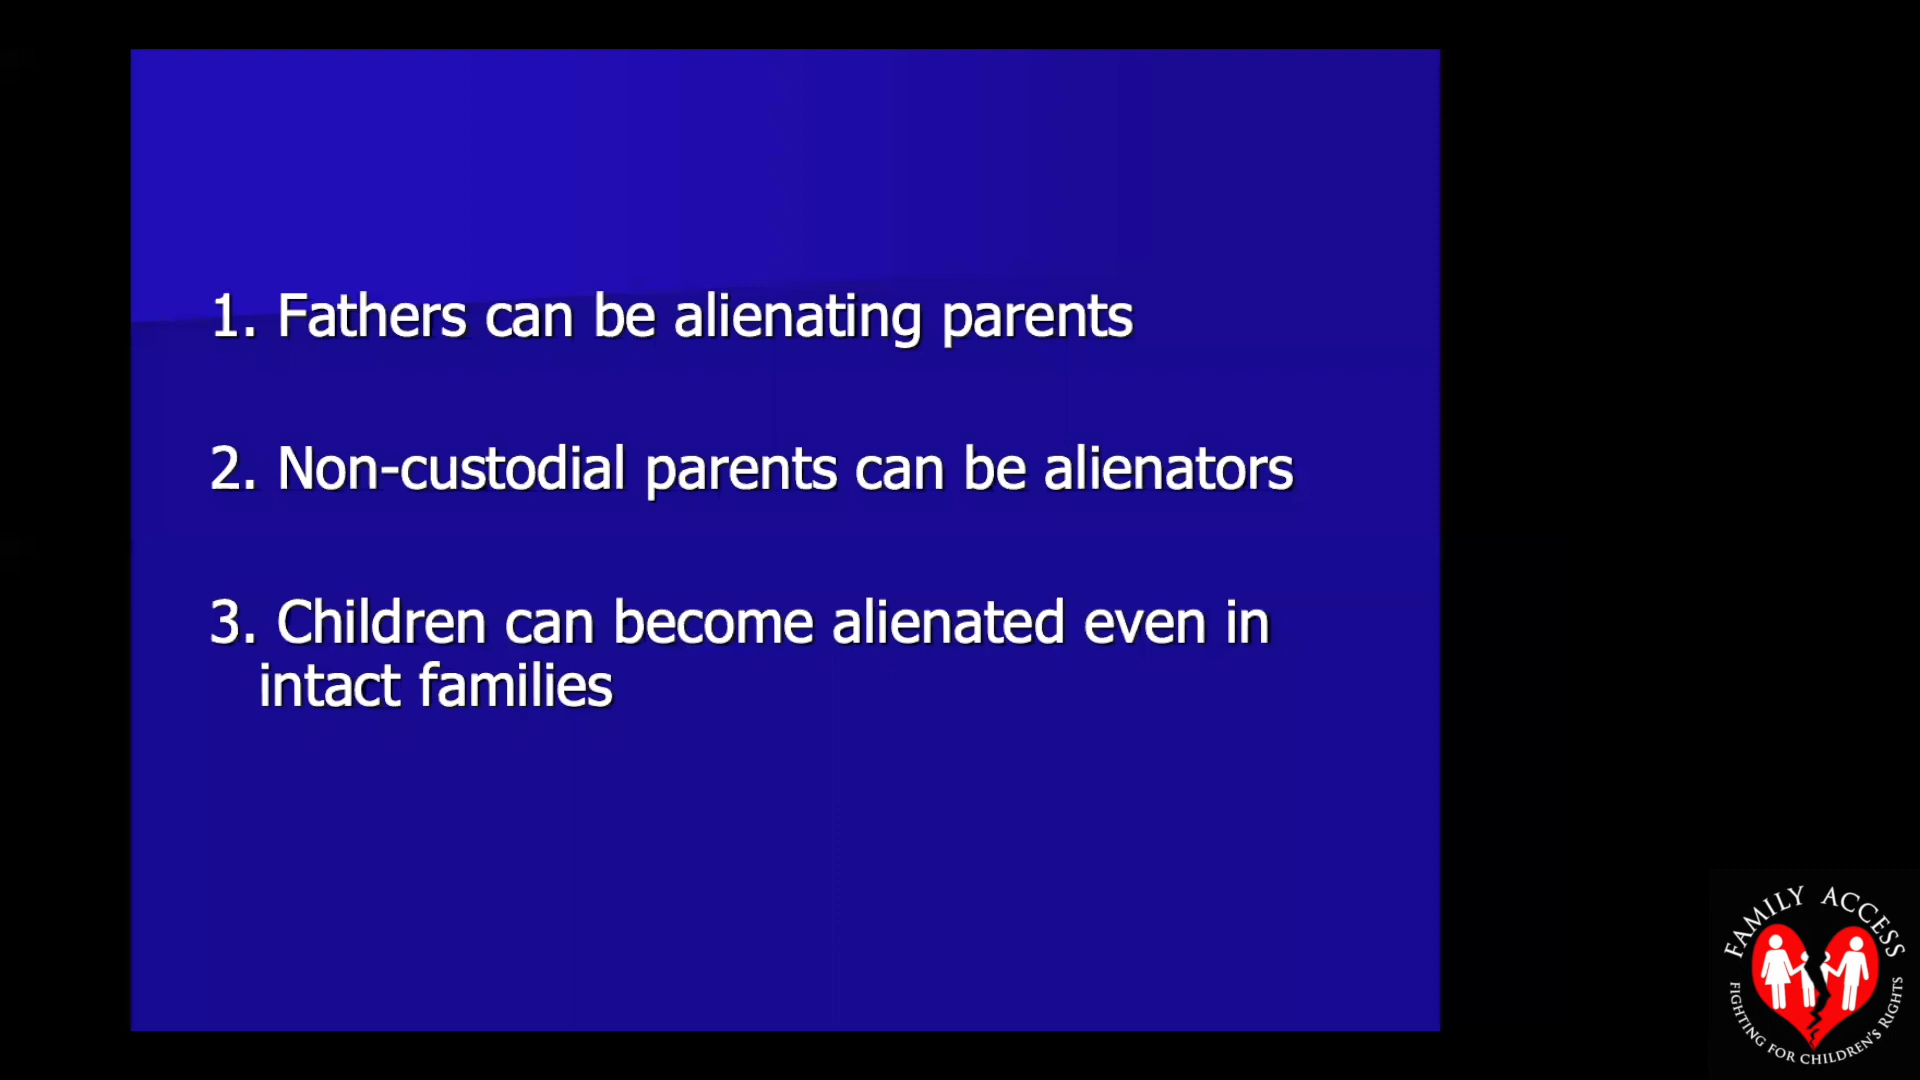 1. Fathers can be alienating parents
2. Non-custodial parents can be alienators
3. Children can become alienated even in
intact families
FAMILY ACCESS
FIGHTING FOR CHILDREN'S RIGHTS